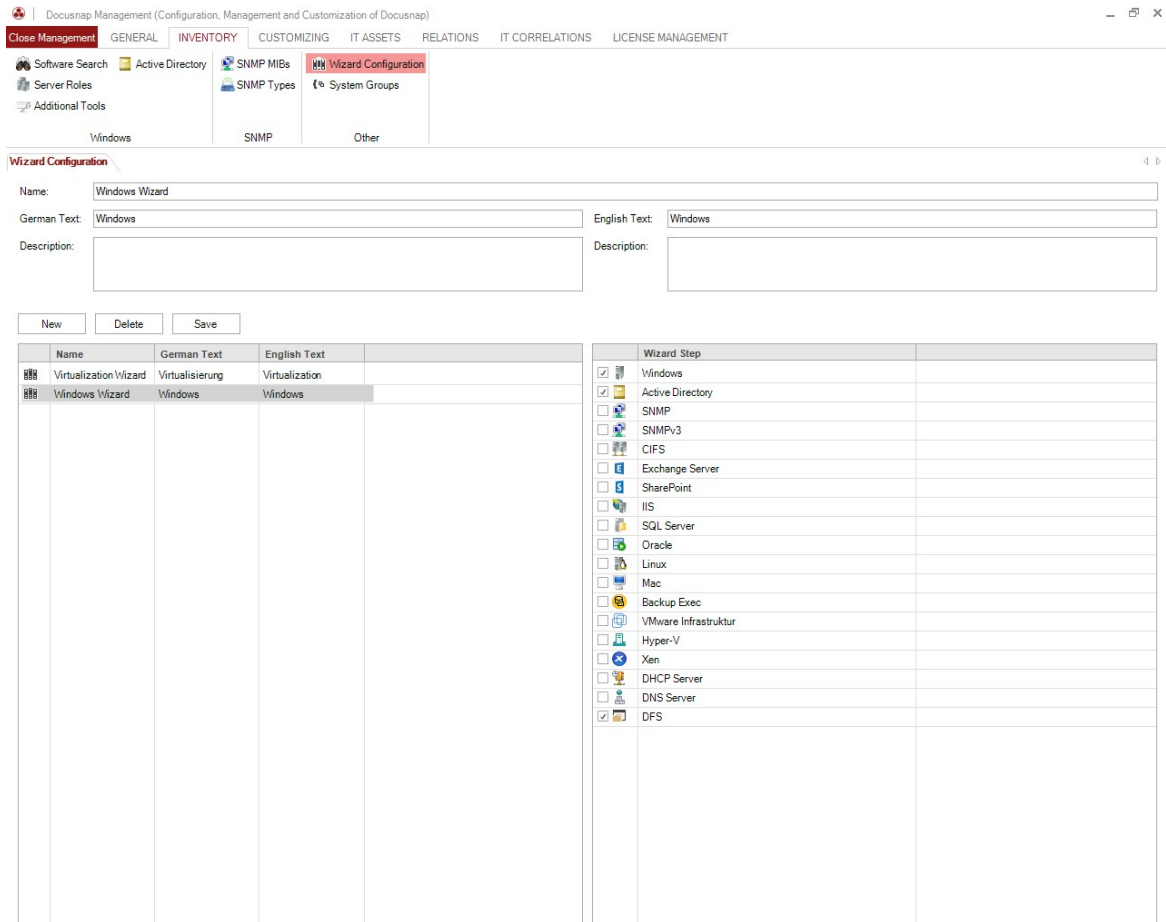 Docusnap Management (Configuration, Management and Customization of Docusnap)
Close Management GENERAL INVENTORY CUSTOMIZING IT ASSETS RELATIONS IT CORRELATIONS LICENSE MANAGEMENT
Software Search Active Directory SNMP MIBs Wizard Configuration
Server Roles SNMP Types System Groups
Additional Tools
Windows SNMP Other
Wizard Configuration
Name: Windows Wizard
German Text: Windows English Text: Windows
Description: Description:
New Delete Save
Name German Text English Text
Virtualization Wizard Virtualisierung Virtualization
Windows Wizard Windows Windows
Wizard Step
Windows
Active Directory
SNMP
SNMPv3
CIFS
Exchange Server
SharePoint
IIS
SQL Server
Oracle
Linux
Mac
Backup Exec
VMware Infrastruktur
Hyper-V
Xen
DHCP Server
DNS Server
DFS